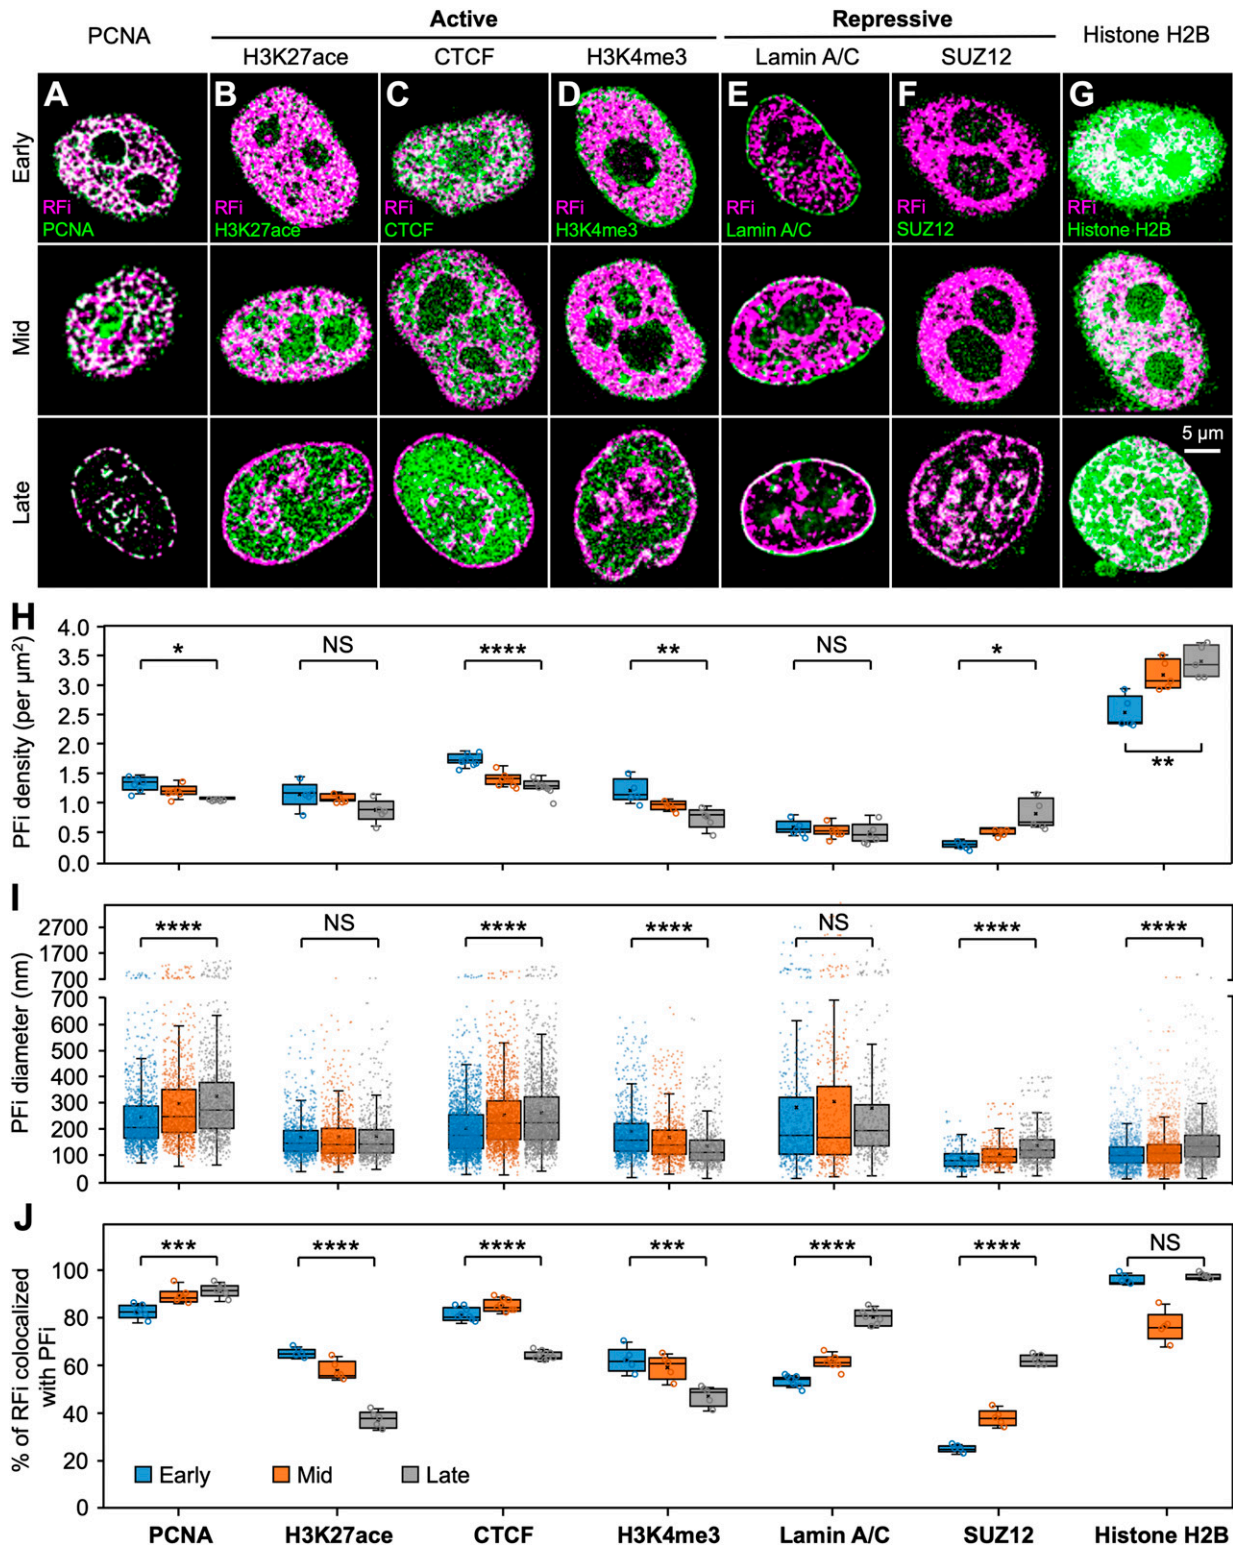 Active
Repressive
PCNA
H3K27ace
CTCF
H3K4me3
Lamin A/C
SUZ12
Histone H2B
Early
A
RFi
PCNA
B
RFi
H3K27ace
C
RFi
CTCF
D
RFi
H3K4me3
E
RFi
Lamin A/C
F
RFi
SUZ12
G
RFi
Histone H2B
Mid
Late
5 μm
H
PFi density (per μm²)
4.0
3.5
3.0
2.5
2.0
1.5
1.0
0.5
0.0
*
NS
****
**
NS
*
**
I
PFi diameter (nm)
2700
1700
700
700
600
500
400
300
200
100
0
****
NS
****
****
NS
****
****
J
% of RFi colocalized
with PFi
100
80
60
40
20
0
***
****
****
***
****
****
NS
Early
Mid
Late
PCNA
H3K27ace
CTCF
H3K4me3
Lamin A/C
SUZ12
Histone H2B